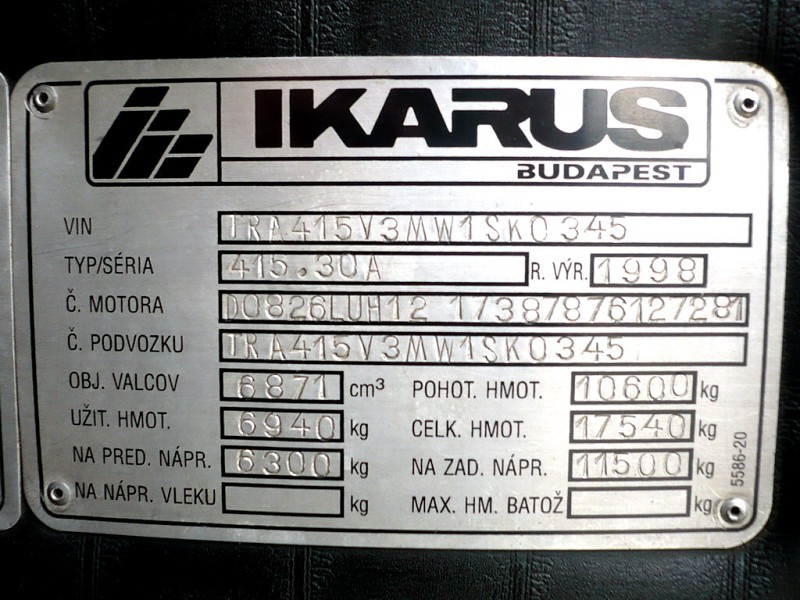 IKARUS
BUDAPEST
VIN TRA415V3MW1SK0345
TYP/SÉRIA 415.30A R. VÝR. 1998
Č. MOTORA D0826LUH12 1738787612/281
Č. PODVOZKU TRA415V3MW1SK0345
OBJ. VALCOV 6871 cm³ POHOT. HMOT. 10600 kg
UŽIT. HMOT. 6940 kg CELK. HMOT. 17540 kg
NA PRED. NÁPR. 6300 kg NA ZAD. NÁPR. 11500 kg
NA NÁPR. VLEKU kg MAX. HM. BATOŽ kg
5586-20